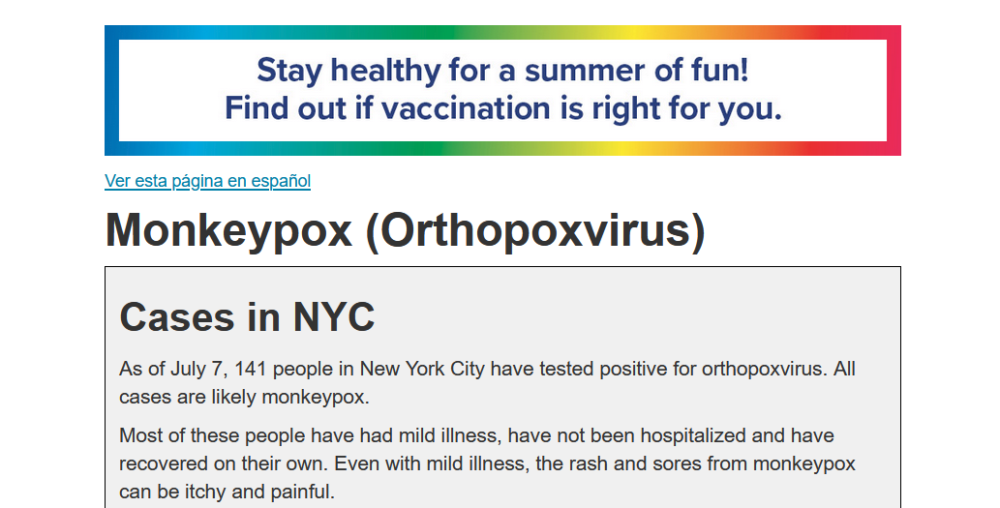 Stay healthy for a summer of fun!
Find out if vaccination is right for you.
Ver esta página en español
Monkeypox (Orthopoxvirus)
Cases in NYC
As of July 7, 141 people in New York City have tested positive for orthopoxvirus. All
cases are likely monkeypox.
Most of these people have had mild illness, have not been hospitalized and have
recovered on their own. Even with mild illness, the rash and sores from monkeypox
can be itchy and painful.